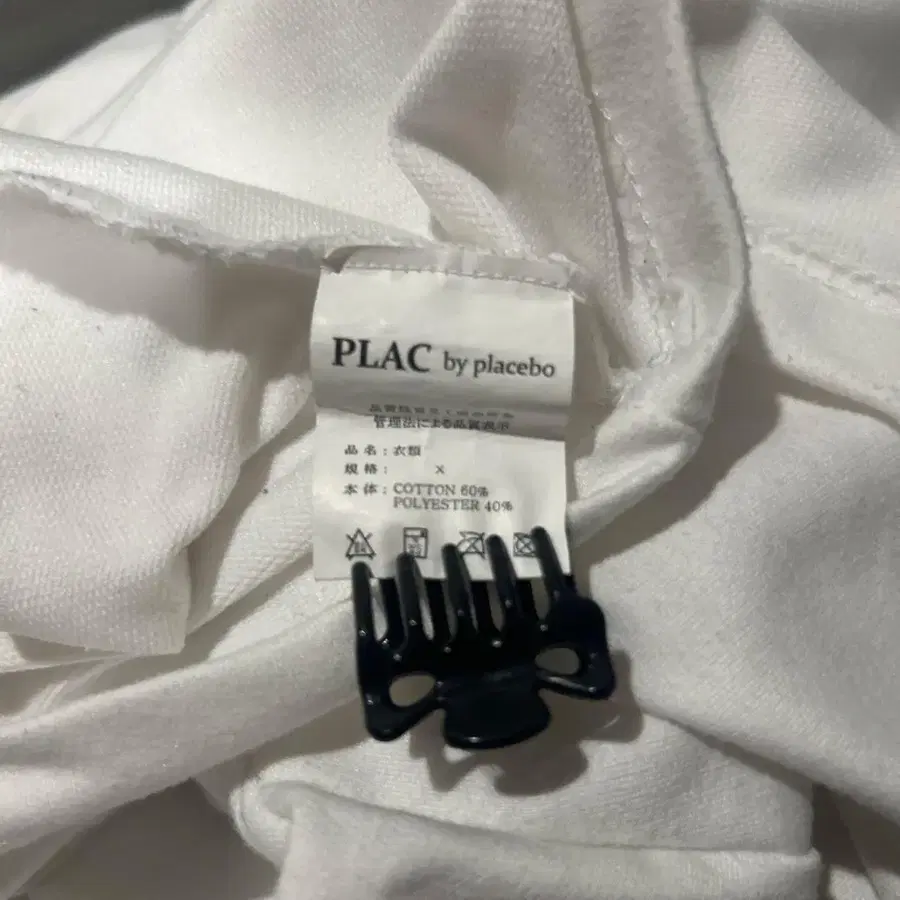 PLAC by placebo
管理法による品質表示
品 名 : 衣類
規 格 : X
本 体 : COTTON 60%
POLYESTER 40%